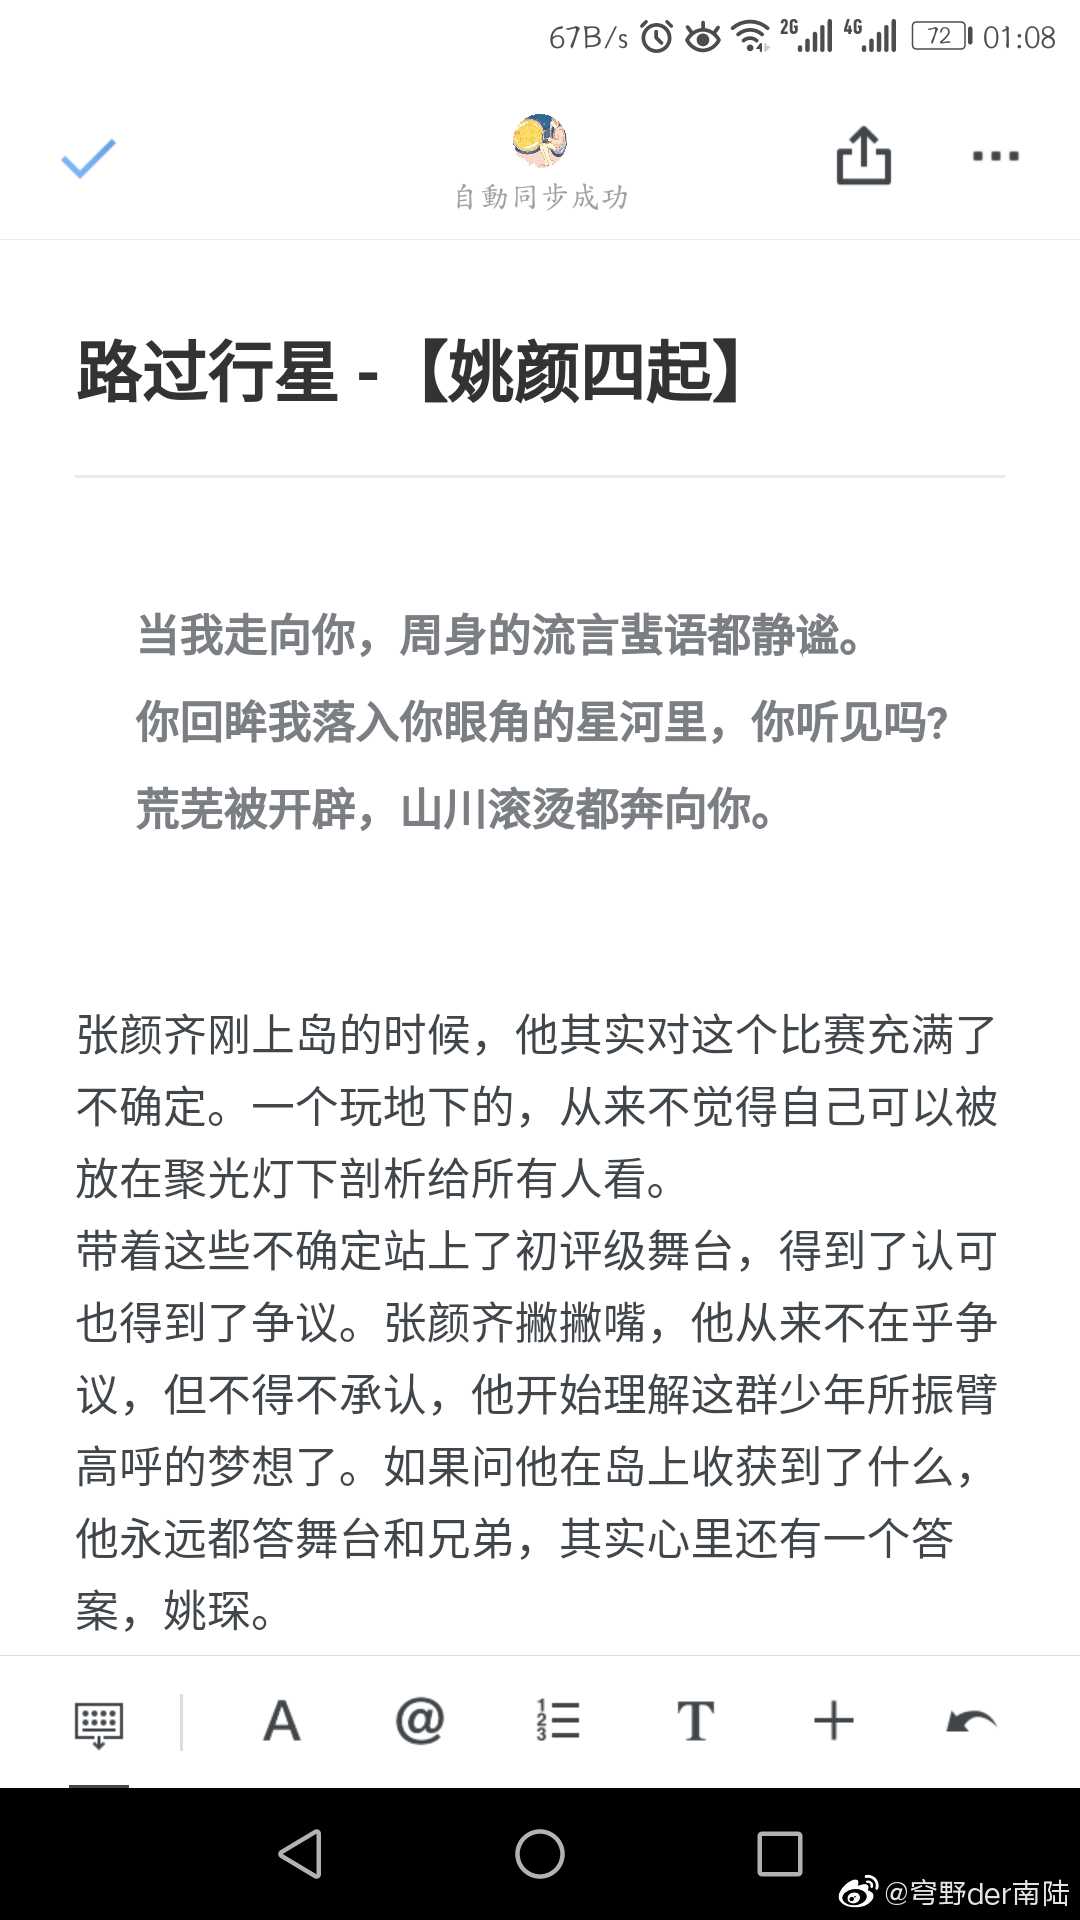 67B/s 2G 4G 72 01:08
自動同步成功
路过行星 -【姚颜四起】
当我走向你，周身的流言蜚语都静谧。
你回眸我落入你眼角的星河里，你听见吗?
荒芜被开辟，山川滚烫都奔向你。
张颜齐刚上岛的时候，他其实对这个比赛充满了
不确定。一个玩地下的，从来不觉得自己可以被
放在聚光灯下剖析给所有人看。
带着这些不确定站上了初评级舞台，得到了认可
也得到了争议。张颜齐撇撇嘴，他从来不在乎争
议，但不得不承认，他开始理解这群少年所振臂
高呼的梦想了。如果问他在岛上收获到了什么，
他永远都答舞台和兄弟，其实心里还有一个答
案，姚琛。
A @ 1 2 3 T
@穹野der南陆